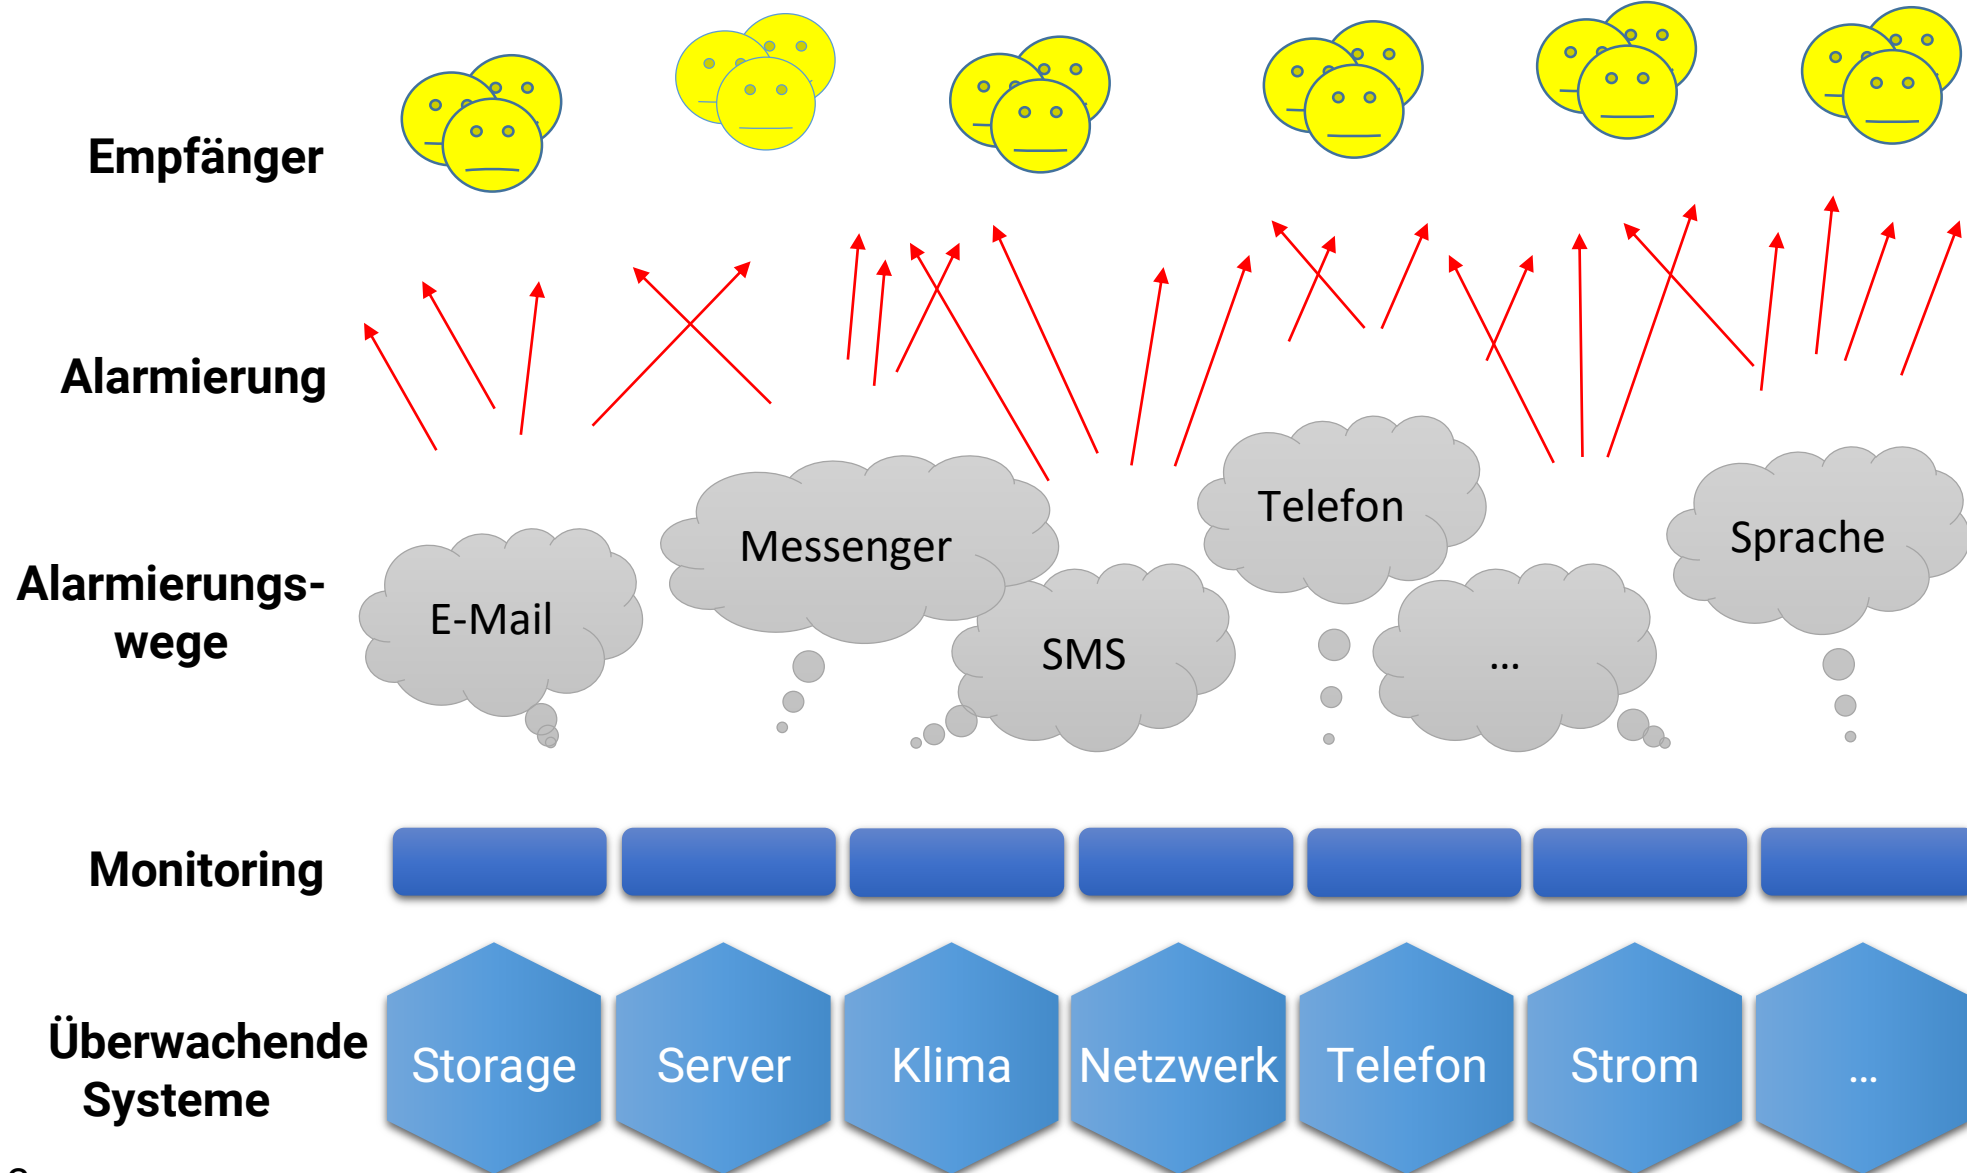 Empfänger
Alarmierung
Alarmierungs-
wege
E-Mail
Messenger
SMS
Telefon
...
Sprache
Monitoring
Überwachende
Systeme
Storage
Server
Klima
Netzwerk
Telefon
Strom
...